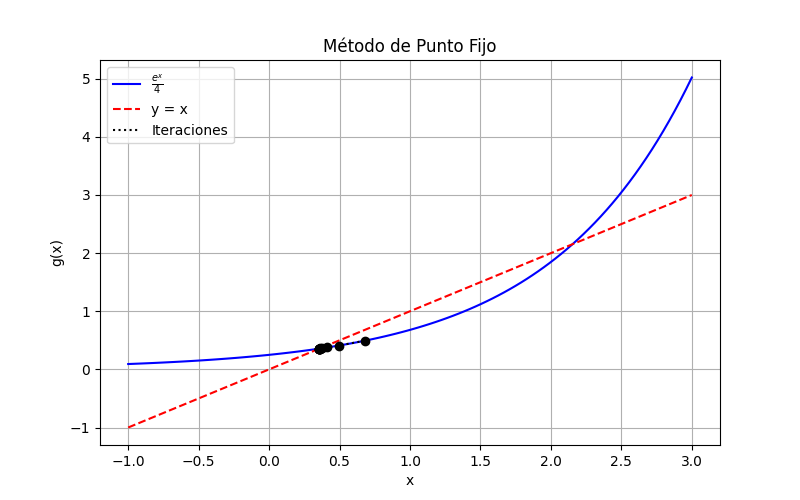 Método de Punto Fijo
e^x/4
y = x
Iteraciones
5
4
3
2
1
0
−1
g(x)
−1.0 −0.5 0.0 0.5 1.0 1.5 2.0 2.5 3.0
x